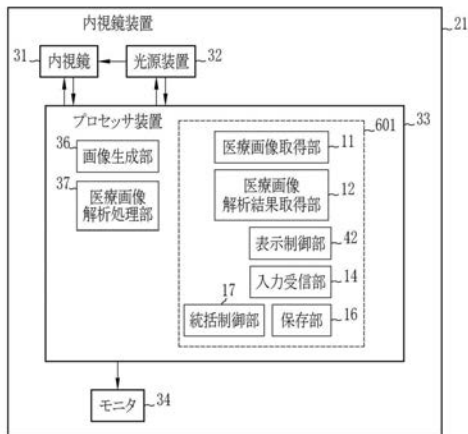 内視鏡装置
21
31
内視鏡
光源装置
32
プロセッサ装置
33
601
36
画像生成部
医療画像取得部
11
37
医療画像
解析処理部
医療画像
解析結果取得部
12
表示制御部
42
入力受信部
14
17
統括制御部
保存部
16
モニタ
34